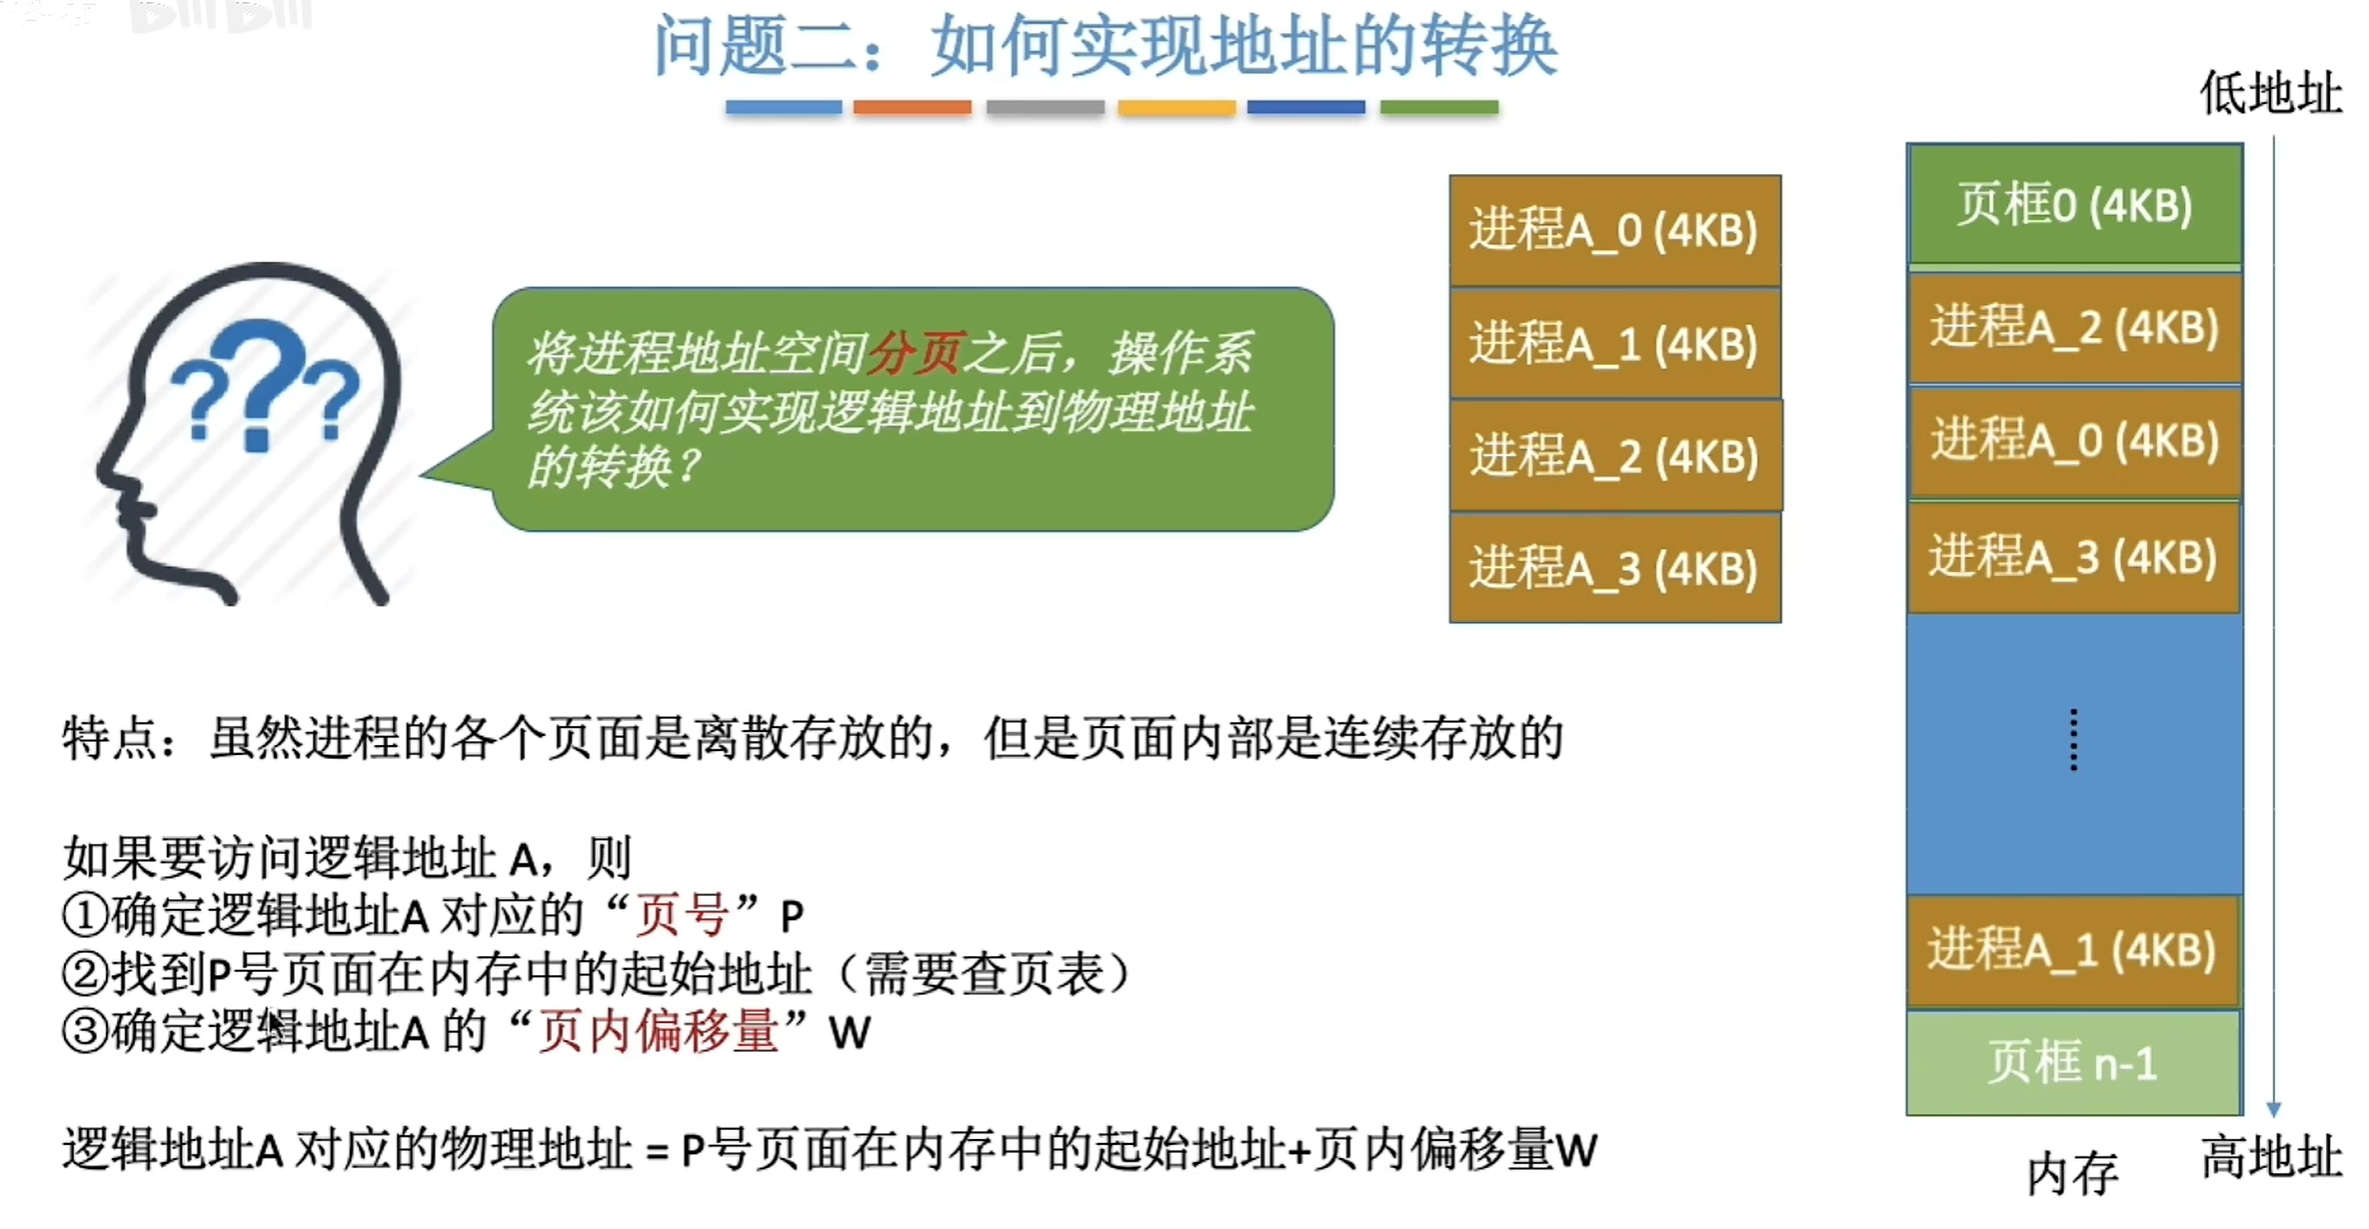 问题二：如何实现地址的转换
低地址
将进程地址空间分页之后，操作系
统该如何实现逻辑地址到物理地址
的转换？
进程A_0 (4KB)
进程A_1 (4KB)
进程A_2 (4KB)
进程A_3 (4KB)
页框0 (4KB)
进程A_2 (4KB)
进程A_0 (4KB)
进程A_3 (4KB)
......
进程A_1 (4KB)
页框 n-1
内存
高地址
特点：虽然进程的各个页面是离散存放的，但是页面内部是连续存放的
如果要访问逻辑地址 A，则
①确定逻辑地址A 对应的“页号”P
②找到P号页面在内存中的起始地址（需要查页表）
③确定逻辑地址A 的“页内偏移量”W
逻辑地址A 对应的物理地址 = P号页面在内存中的起始地址+页内偏移量W